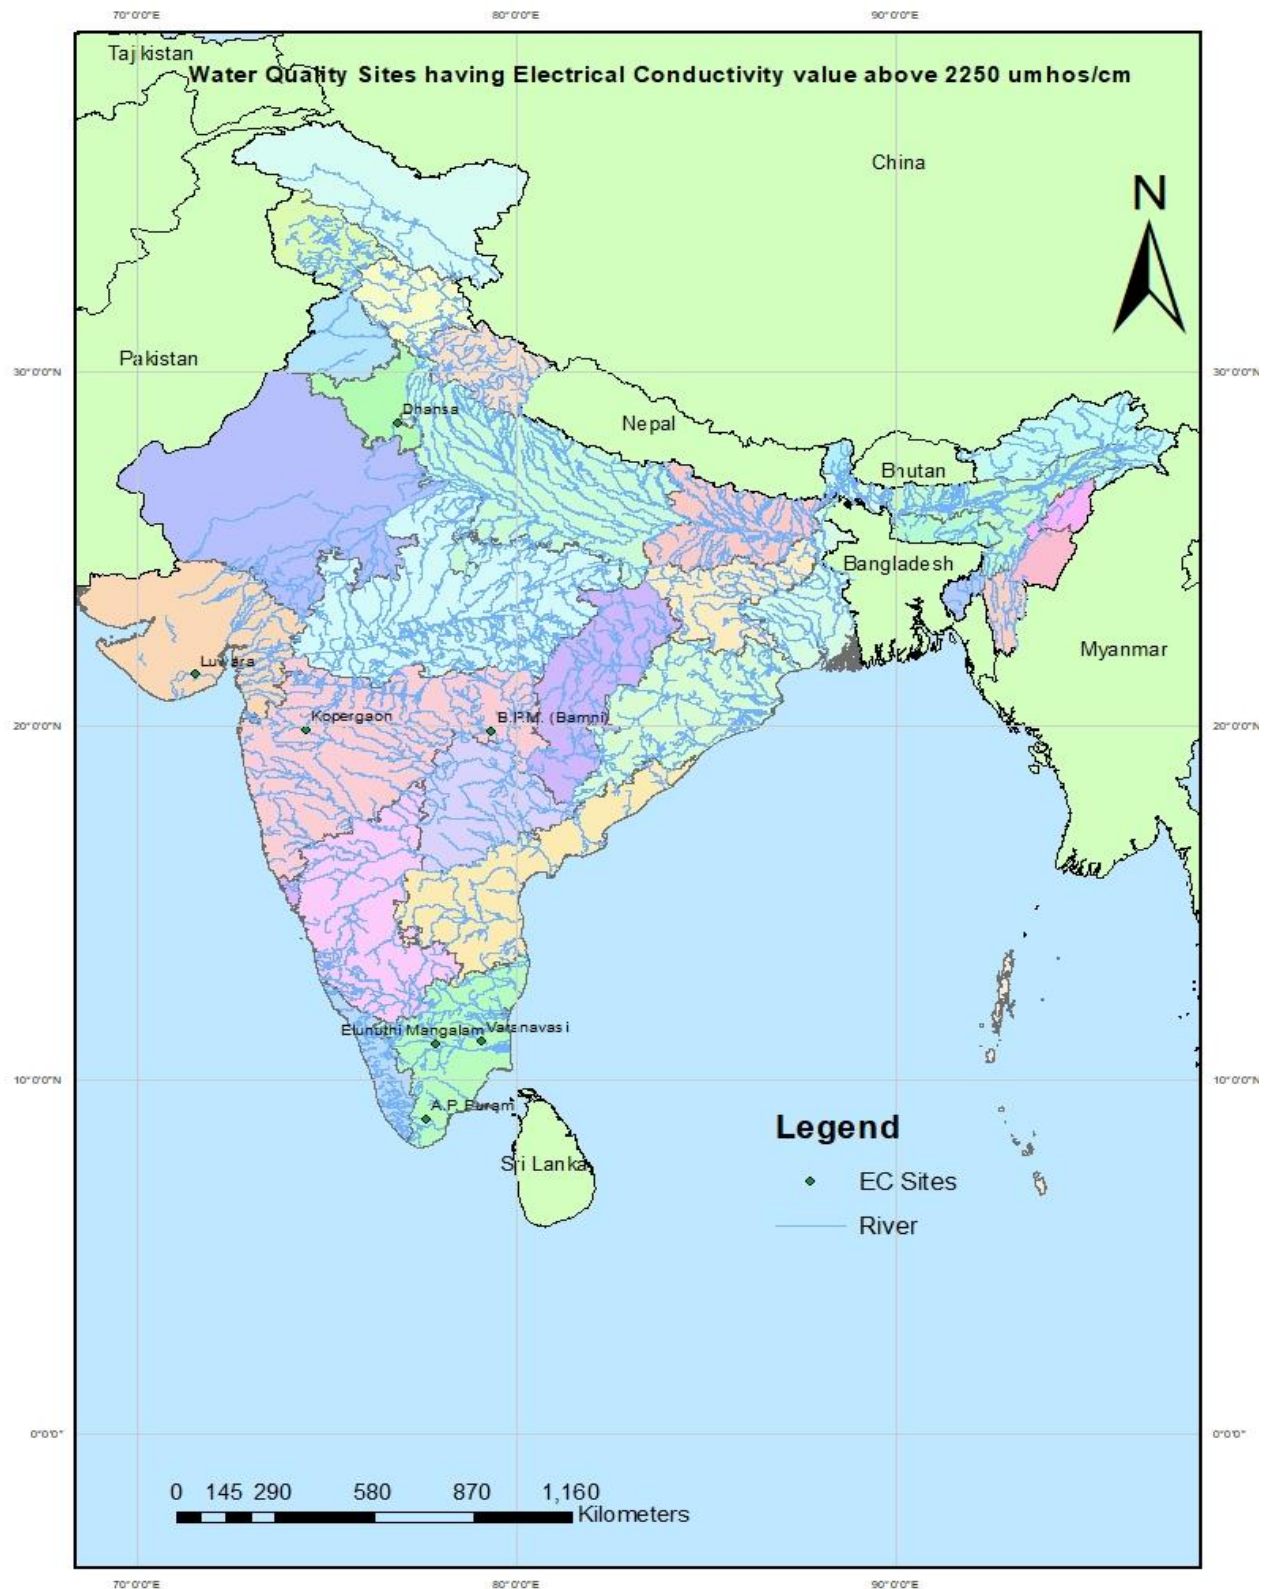 70°0'0"E 80°0'0"E 90°0'0"E
Tajikistan
Water Quality Sites having Electrical Conductivity value above 2250 umhos/cm
China
N
Pakistan
30°0'0"N 30°0'0"N
Dhansa
Nepal
Bhutan
Bangladesh
Myanmar
Luwara
Kopergaon
B.P.M. (Bamni)
20°0'0"N 20°0'0"N
Elunuthi Mangalam
Varanavasi
10°0'0"N 10°0'0"N
A.P. Puram
Sri Lanka
Legend
EC Sites
River
0°0'0" 0°0'0"
0 145 290 580 870 1,160
Kilometers
70°0'0"E 80°0'0"E 90°0'0"E